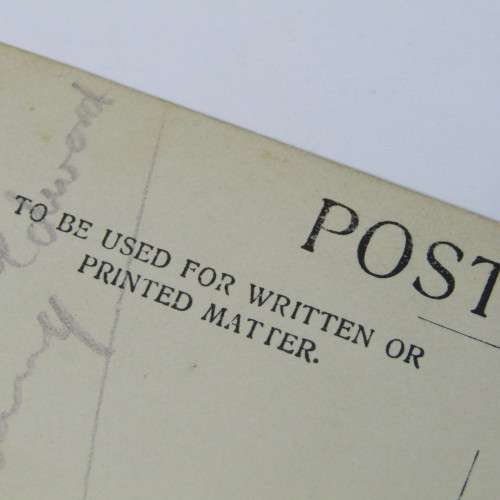 POST
TO BE USED FOR WRITTEN OR
PRINTED MATTER.